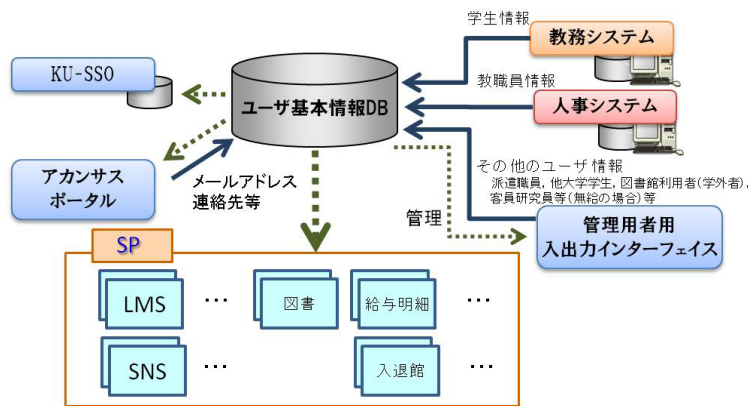 学生情報
教務システム
KU-SSO
ユーザ基本情報DB
教職員情報
人事システム
アカンサス
ポータル
メールアドレス
連絡先等
その他のユーザ情報
派遣職員, 他大学学生, 図書館利用者(学外者),
客員研究員等(無給の場合)等
管理
管理用者用
入出力インターフェイス
SP
LMS
…
図書
給与明細
…
SNS
…
入退館
…